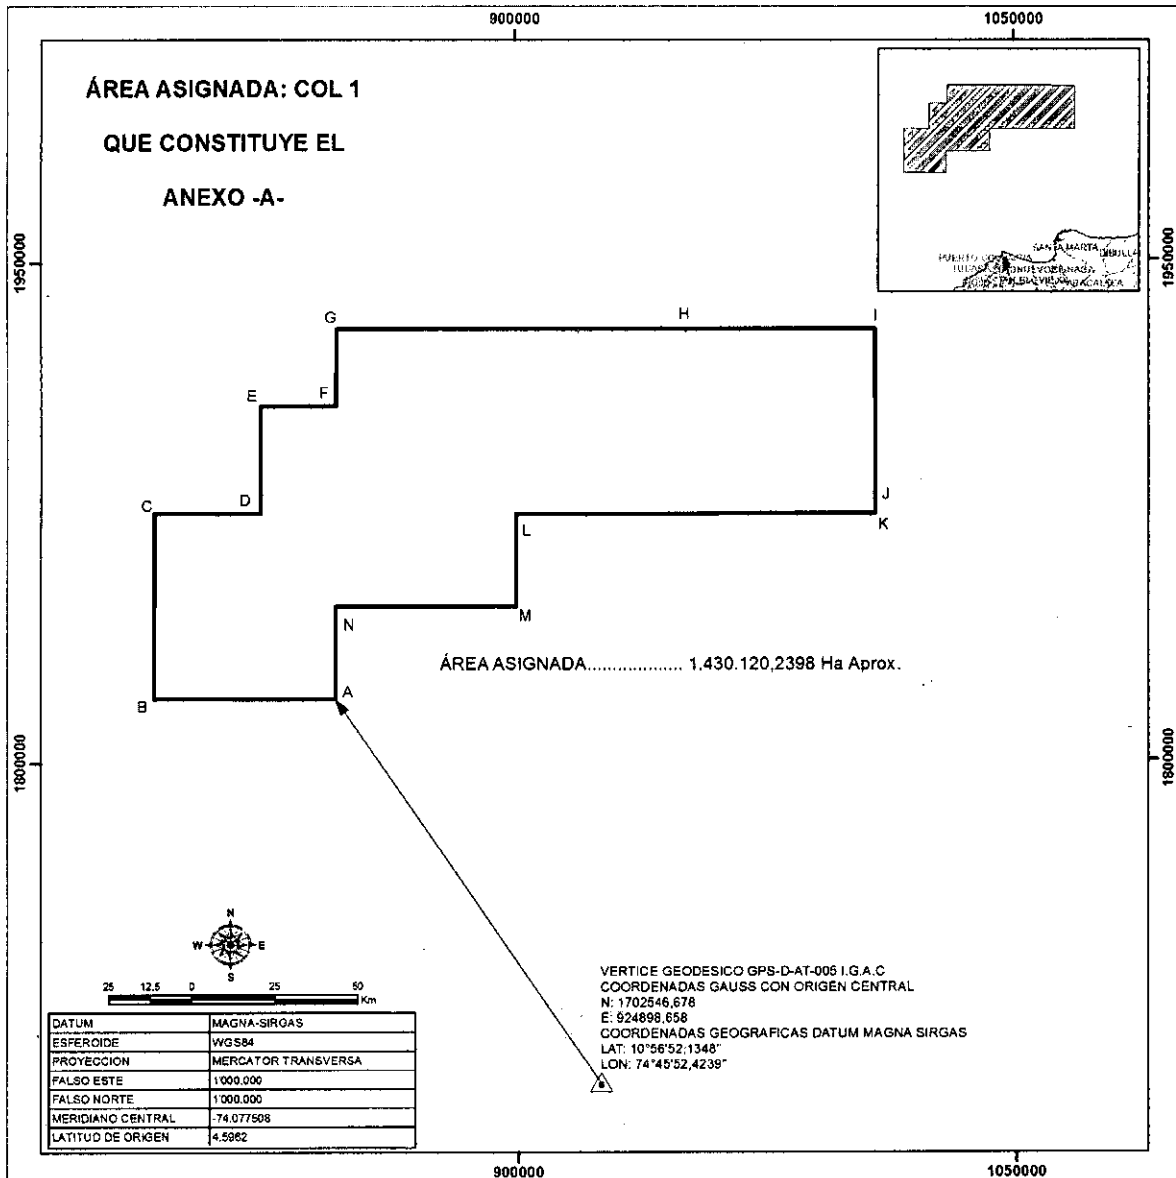 900000
1050000
ÁREA ASIGNADA: COL 1
QUE CONSTITUYE EL
ANEXO -A-
SANTA MARTA
DIBULLA
1950000
1950000
G
H
I
E
F
C
D
J
K
L
M
N
ÁREA ASIGNADA................... 1.430.120,2398 Ha Aprox.
B
A
1800000
1800000
N
W
E
S
25 12,5 0 25 50
Km
VERTICE GEODESICO GPS-D-AT-005 I.G.A.C
COORDENADAS GAUSS CON ORIGEN CENTRAL
N: 1702546,678
E: 924898,658
COORDENADAS GEOGRAFICAS DATUM MAGNA SIRGAS
LAT: 10°56'52,1348"
LON: 74°45'52,4239"
DATUM MAGNA-SIRGAS
ESFEROIDE WGS84
PROYECCION MERCATOR TRANSVERSA
FALSO ESTE 1'000.000
FALSO NORTE 1'000.000
MERIDIANO CENTRAL -74.077508
LATITUD DE ORIGEN 4.5962
900000
1050000